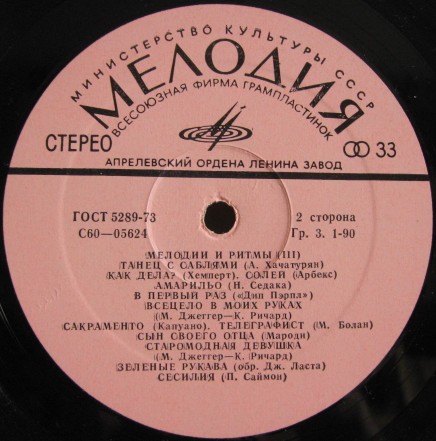 МИНИСТЕРСТВО КУЛЬТУРЫ СССР
МЕЛОДИЯ
ВСЕСОЮЗНАЯ ФИРМА ГРАМПЛАСТИНОК
СТЕРЕО
33
АПРЕЛЕВСКИЙ ОРДЕНА ЛЕНИНА ЗАВОД
ГОСТ 5289-73 2 сторона
С60—05624 Гр. 3. 1-90
МЕЛОДИИ И РИТМЫ (III)
ТАНЕЦ С САБЛЯМИ (А. Хачатурян)
КАК ДЕЛА? (Хемперт). СОЛЕЙ (Арбекс)
АМАРИЛЬО (Н. Седака)
В ПЕРВЫЙ РАЗ («Дип Пэрпл»)
ВСЕЦЕЛО В МОИХ РУКАХ
(М. Джеггер—К. Ричард)
САКРАМЕНТО (Капуано). ТЕЛЕГРАФИСТ (М. Болан)
СЫН СВОЕГО ОТЦА (Мароди)
СТАРОМОДНАЯ ДЕВУШКА
(М. Джеггер—К. Ричард)
ЗЕЛЕНЫЕ РУКАВА (обр. Дж. Ласта)
СЕСИЛИЯ (П. Саймон)